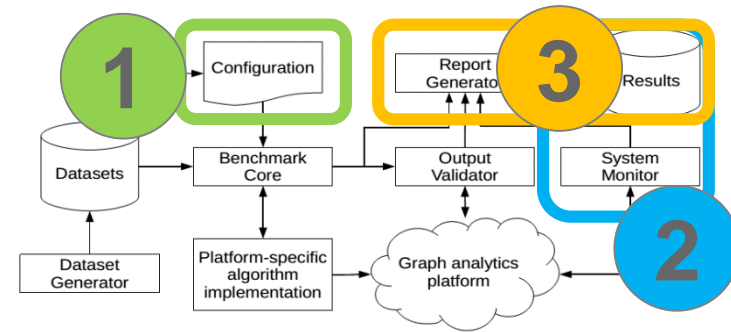 1
Configuration
Report
Generator
3
Results
Datasets
Benchmark
Core
Output
Validator
System
Monitor
Dataset
Generator
Platform-specific
algorithm
implementation
Graph analytics
platform
2